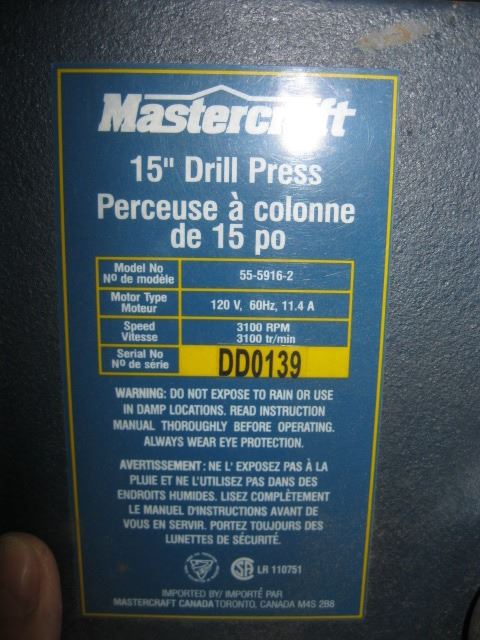 Mastercraft
15" Drill Press
Perceuse à colonne
de 15 po
Model No
Nº de modèle
55-5916-2
Motor Type
Moteur
120 V, 60Hz, 11.4 A
Speed
Vitesse
3100 RPM
3100 tr/min
Serial No
Nº de série
DD0139
WARNING: DO NOT EXPOSE TO RAIN OR USE
IN DAMP LOCATIONS. READ INSTRUCTION
MANUAL THOROUGHLY BEFORE OPERATING.
ALWAYS WEAR EYE PROTECTION.
AVERTISSEMENT : NE L' EXPOSEZ PAS À LA
PLUIE ET NE L'UTILISEZ PAS DANS DES
ENDROITS HUMIDES. LISEZ COMPLÈTEMENT
LE MANUEL D'INSTRUCTIONS AVANT DE
VOUS EN SERVIR. PORTEZ TOUJOURS DES
LUNETTES DE SÉCURITÉ.
LR 110751
IMPORTED BY/ IMPORTÉ PAR
MASTERCRAFT CANADA TORONTO, CANADA M4S 2B8